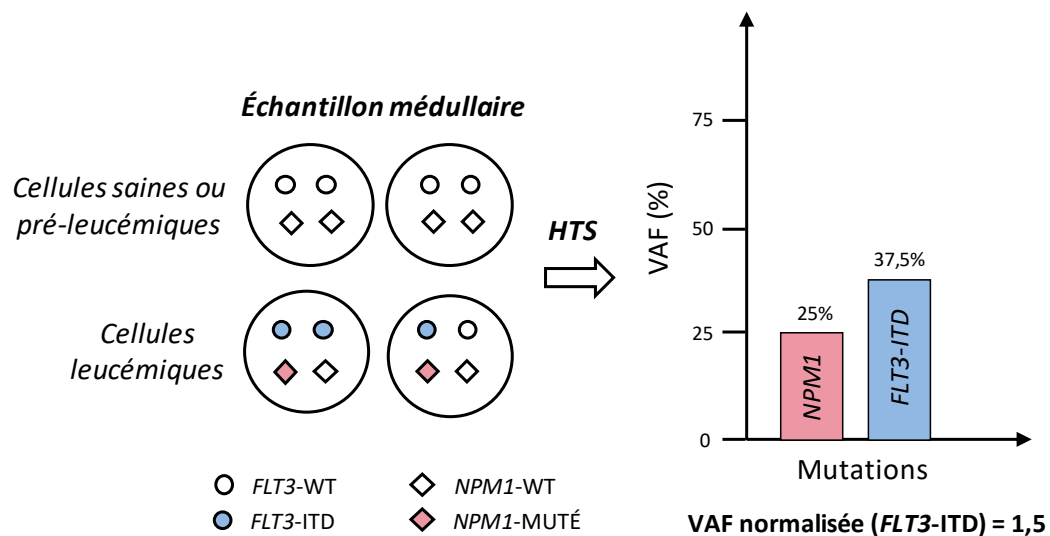 Échantillon médullaire
Cellules saines ou
pré-leucémiques
Cellules
leucémiques
HTS
FLT3-WT
NPM1-WT
FLT3-ITD
NPM1-MUTÉ
VAF (%)
75
50
25
0
25%
37,5%
NPM1
FLT3-ITD
Mutations
VAF normalisée (FLT3-ITD) = 1,5